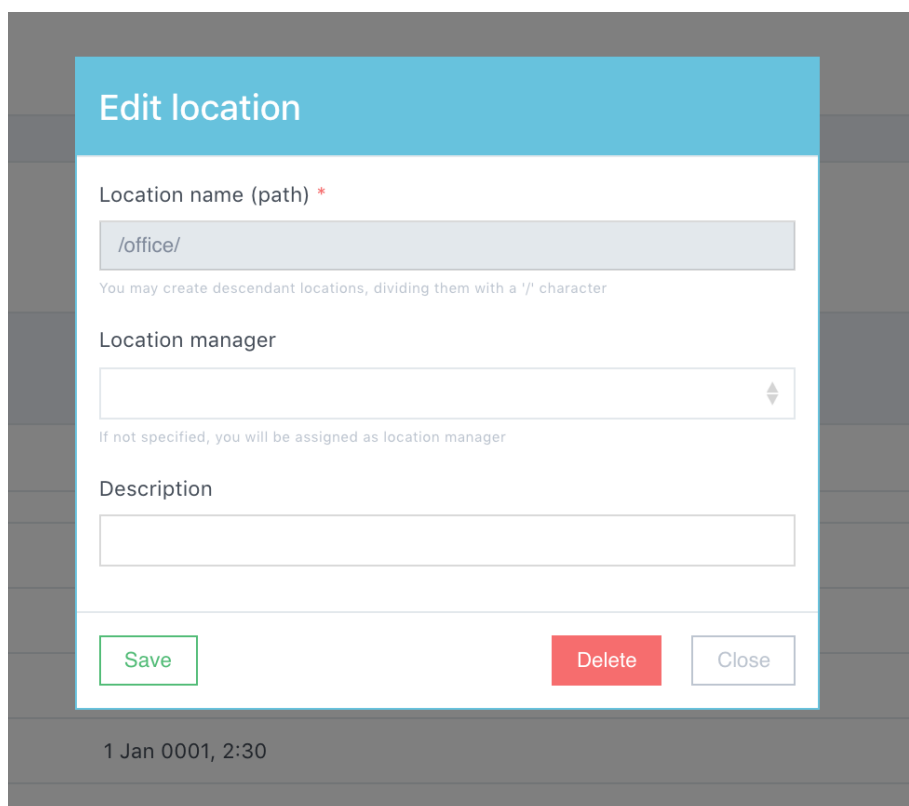 Edit location
Location name (path) *
/office/
You may create descendant locations, dividing them with a '/' character
Location manager
If not specified, you will be assigned as location manager
Description
Save
Delete
Close
1 Jan 0001, 2:30